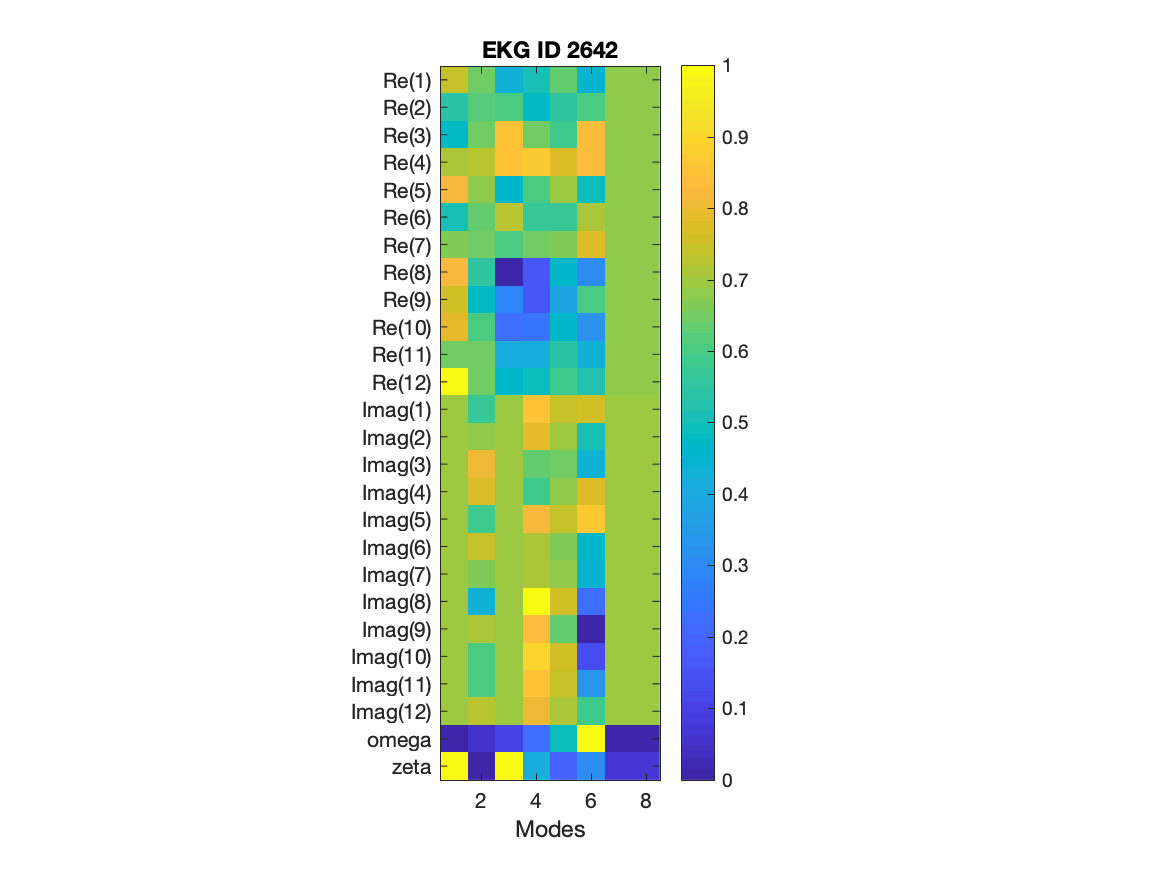 EKG ID 2642
Re(1)
Re(2)
Re(3)
Re(4)
Re(5)
Re(6)
Re(7)
Re(8)
Re(9)
Re(10)
Re(11)
Re(12)
Imag(1)
Imag(2)
Imag(3)
Imag(4)
Imag(5)
Imag(6)
Imag(7)
Imag(8)
Imag(9)
Imag(10)
Imag(11)
Imag(12)
omega
zeta
2 4 6 8
Modes
1
0.9
0.8
0.7
0.6
0.5
0.4
0.3
0.2
0.1
0